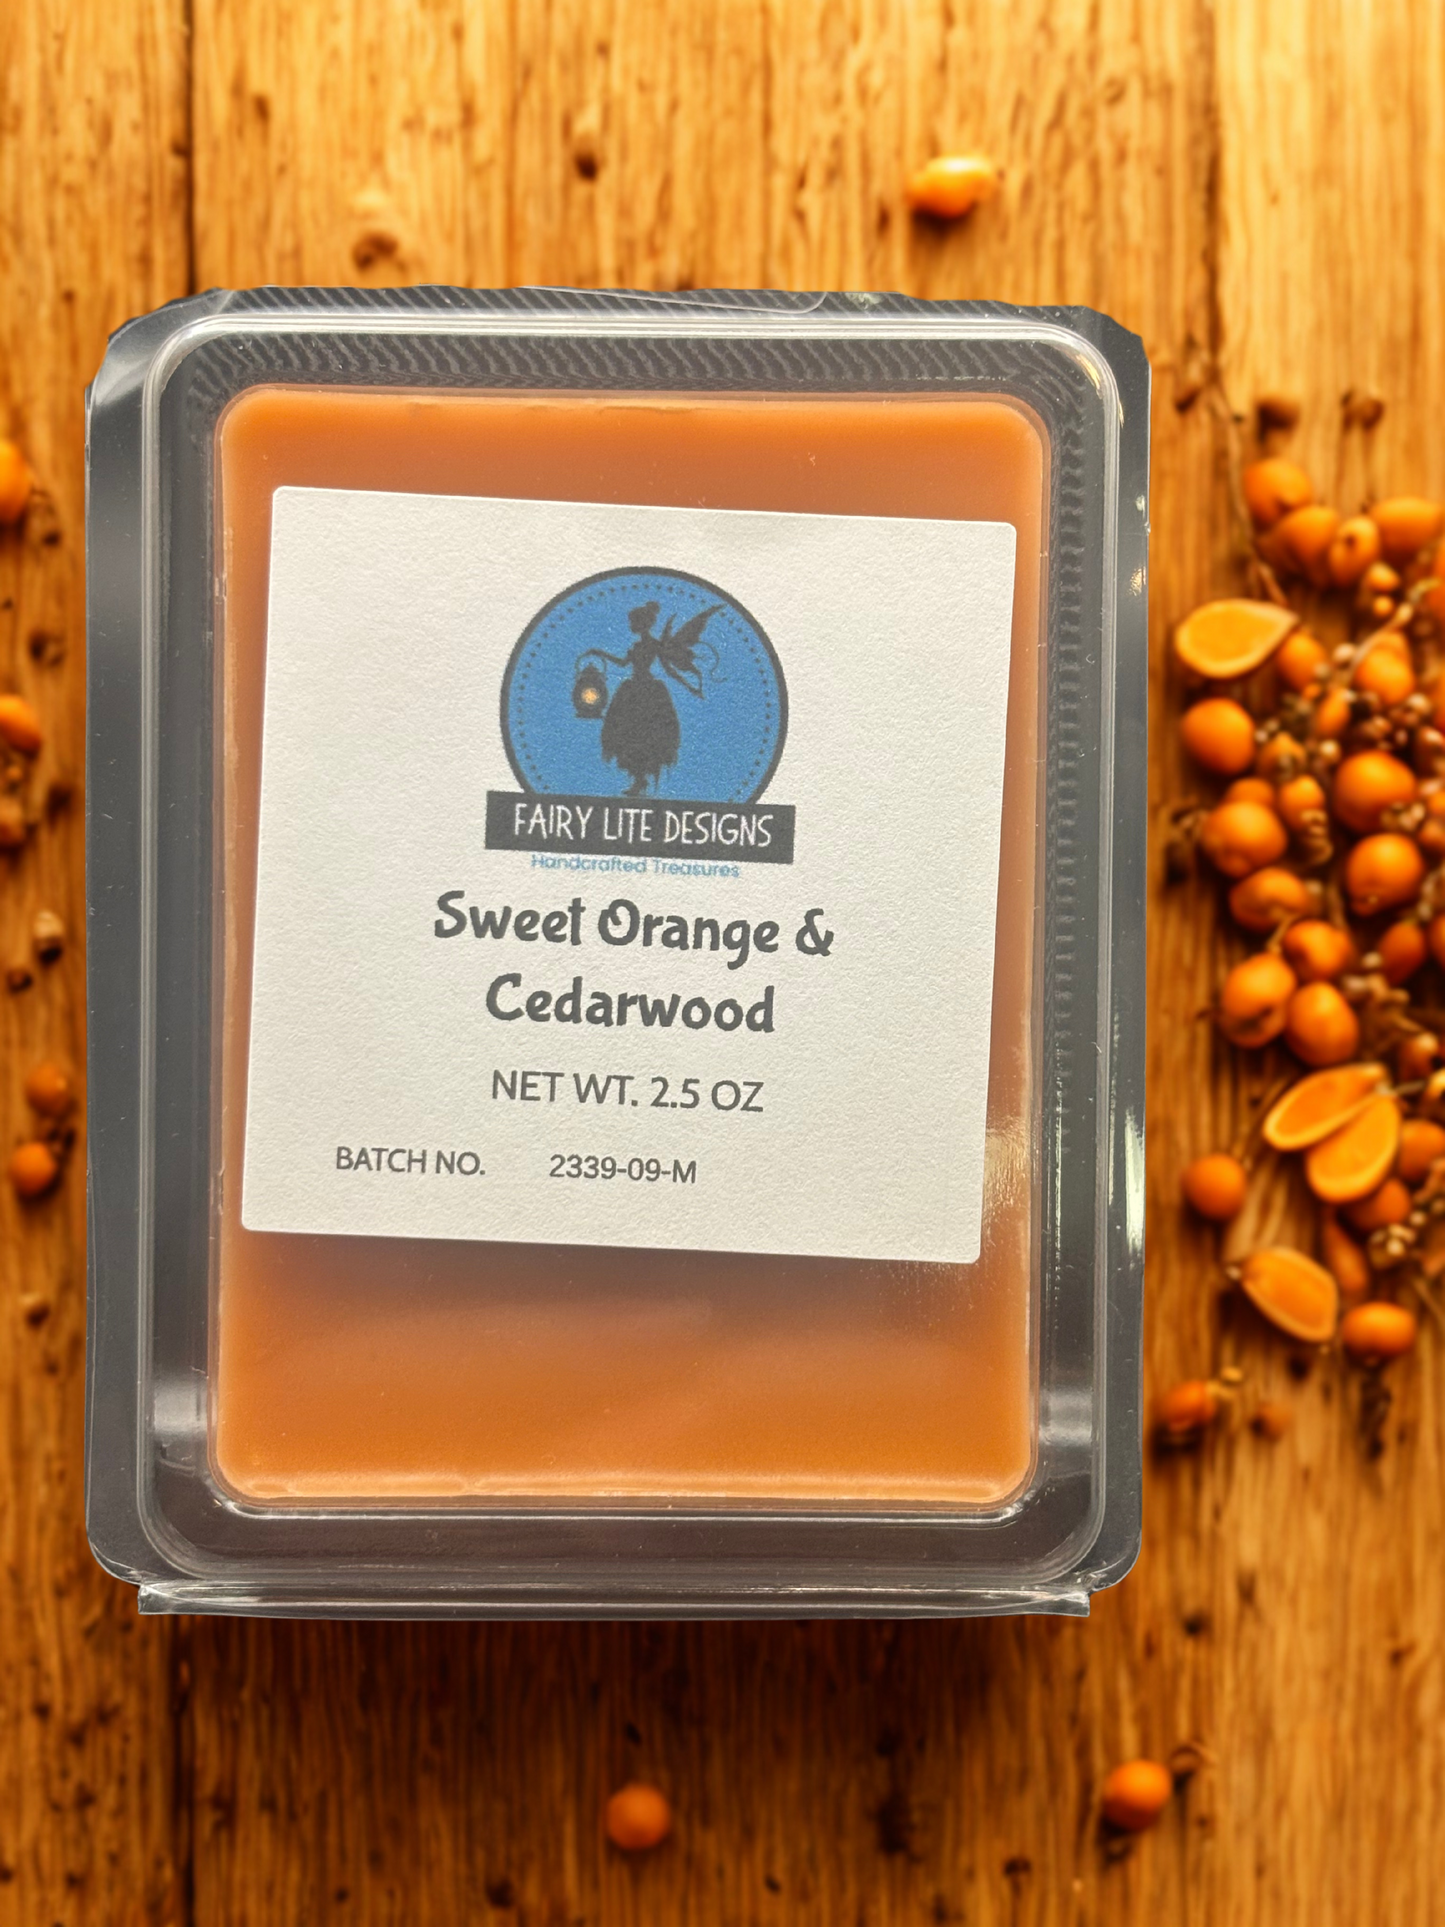 FAIRY LITE DESIGNS
Handcrafted Treasures
Sweet Orange &
Cedarwood
NET WT. 2.5 OZ
BATCH NO. 2339-09-M